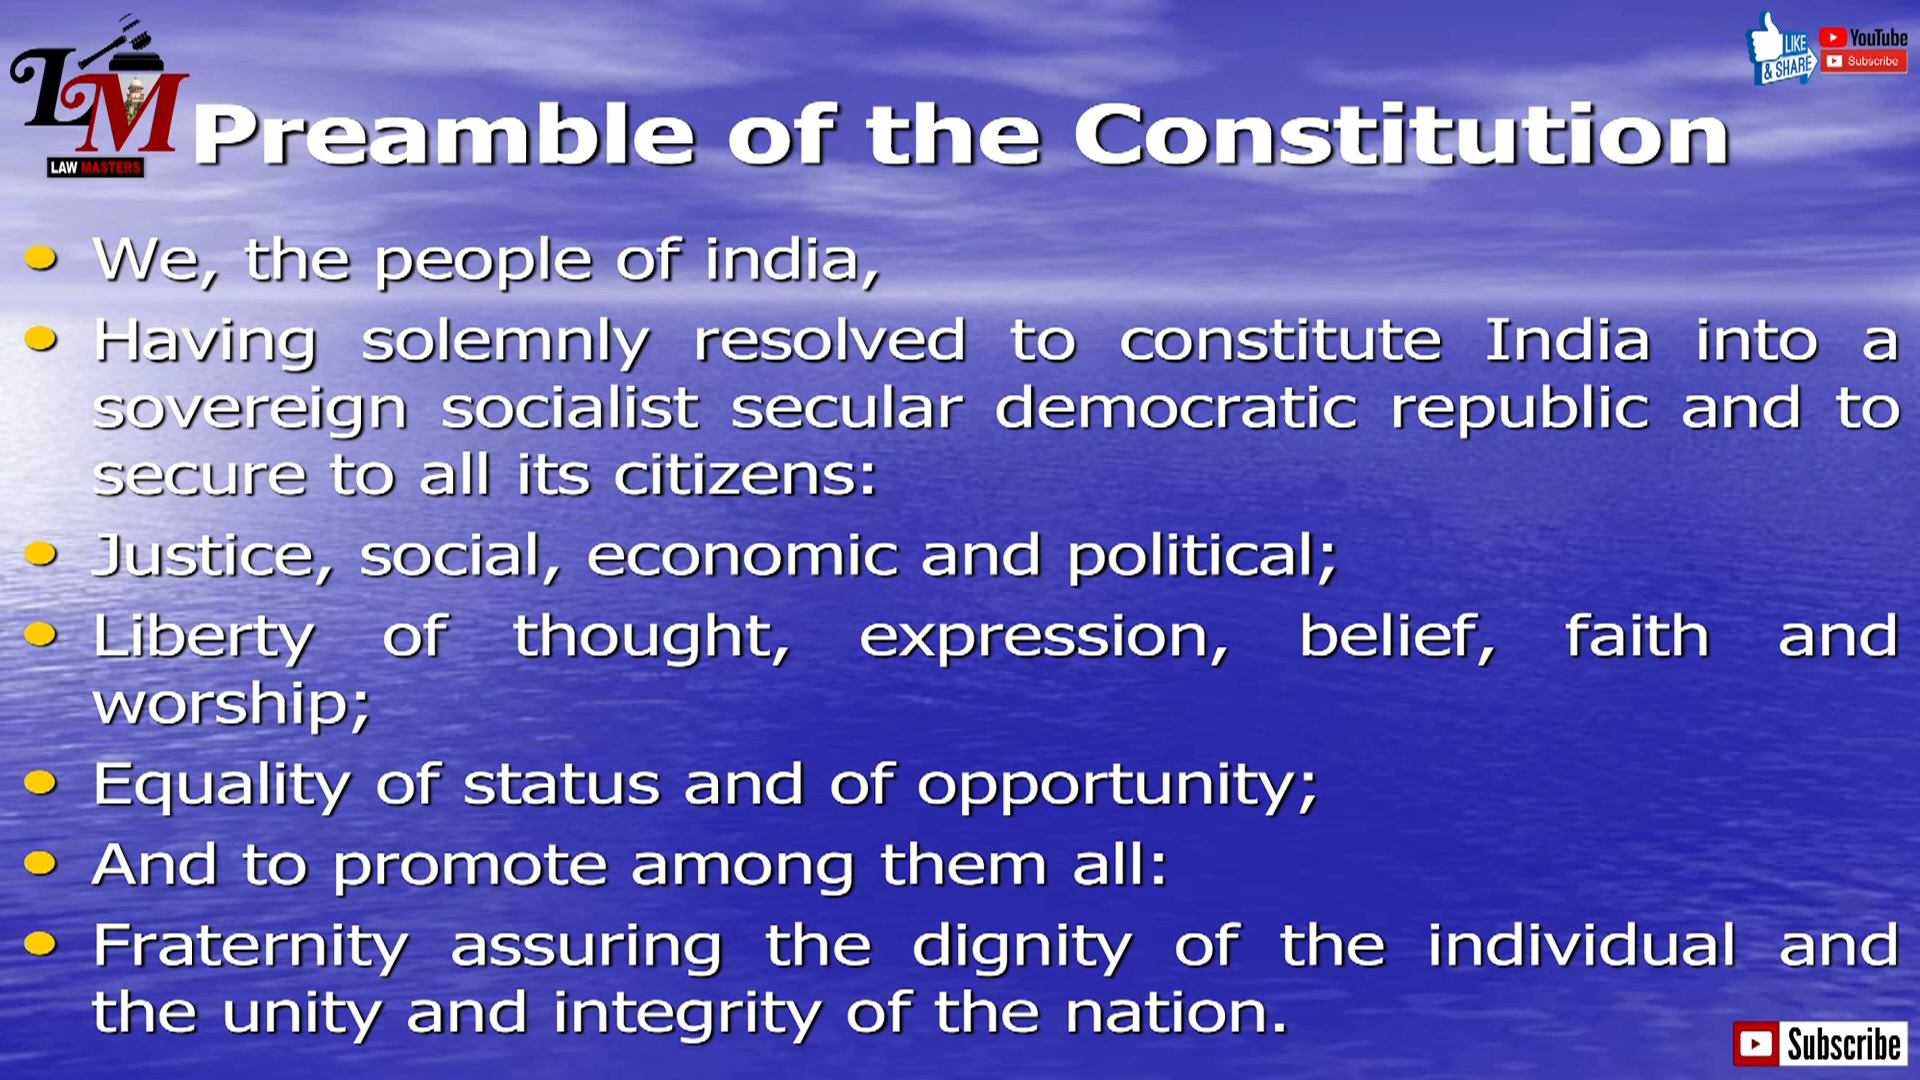 LM
LAW MASTERS
LIKE
& SHARE
YouTube
Subscribe
Preamble of the Constitution
We, the people of india,
Having solemnly resolved to constitute India into a
sovereign socialist secular democratic republic and to
secure to all its citizens:
Justice, social, economic and political;
Liberty of thought, expression, belief, faith and
worship;
Equality of status and of opportunity;
And to promote among them all:
Fraternity assuring the dignity of the individual and
the unity and integrity of the nation.
Subscribe